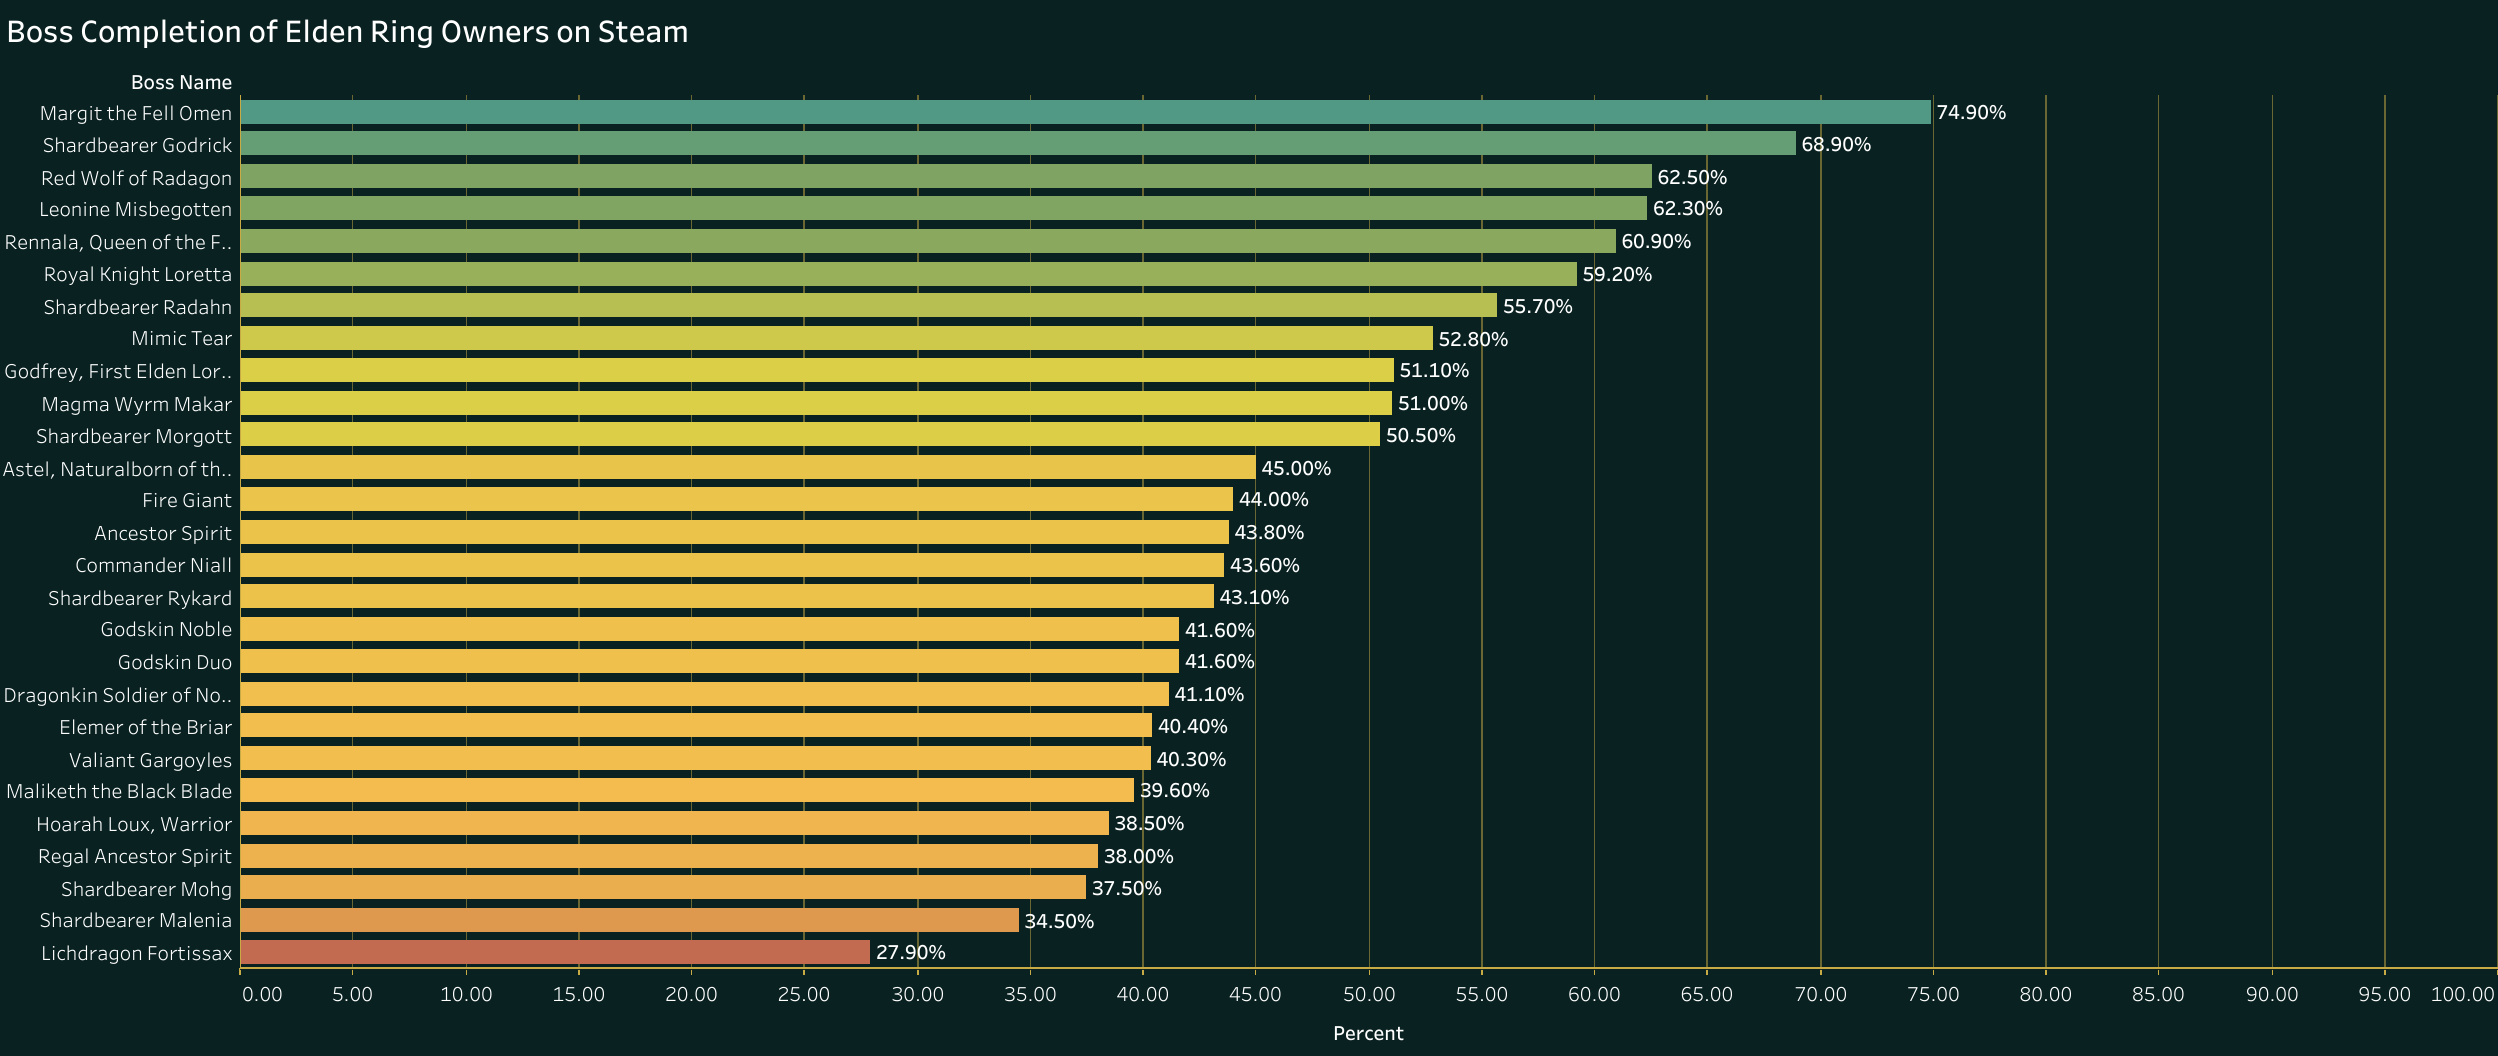 Boss Completion of Elden Ring Owners on Steam
Boss Name
Margit the Fell Omen 74.90%
Shardbearer Godrick 68.90%
Red Wolf of Radagon 62.50%
Leonine Misbegotten 62.30%
Rennala, Queen of the F.. 60.90%
Royal Knight Loretta 59.20%
Shardbearer Radahn 55.70%
Mimic Tear 52.80%
Godfrey, First Elden Lor.. 51.10%
Magma Wyrm Makar 51.00%
Shardbearer Morgott 50.50%
Astel, Naturalborn of th.. 45.00%
Fire Giant 44.00%
Ancestor Spirit 43.80%
Commander Niall 43.60%
Shardbearer Rykard 43.10%
Godskin Noble 41.60%
Godskin Duo 41.60%
Dragonkin Soldier of No.. 41.10%
Elemer of the Briar 40.40%
Valiant Gargoyles 40.30%
Maliketh the Black Blade 39.60%
Hoarah Loux, Warrior 38.50%
Regal Ancestor Spirit 38.00%
Shardbearer Mohg 37.50%
Shardbearer Malenia 34.50%
Lichdragon Fortissax 27.90%
0.00 5.00 10.00 15.00 20.00 25.00 30.00 35.00 40.00 45.00 50.00 55.00 60.00 65.00 70.00 75.00 80.00 85.00 90.00 95.00 100.00
Percent